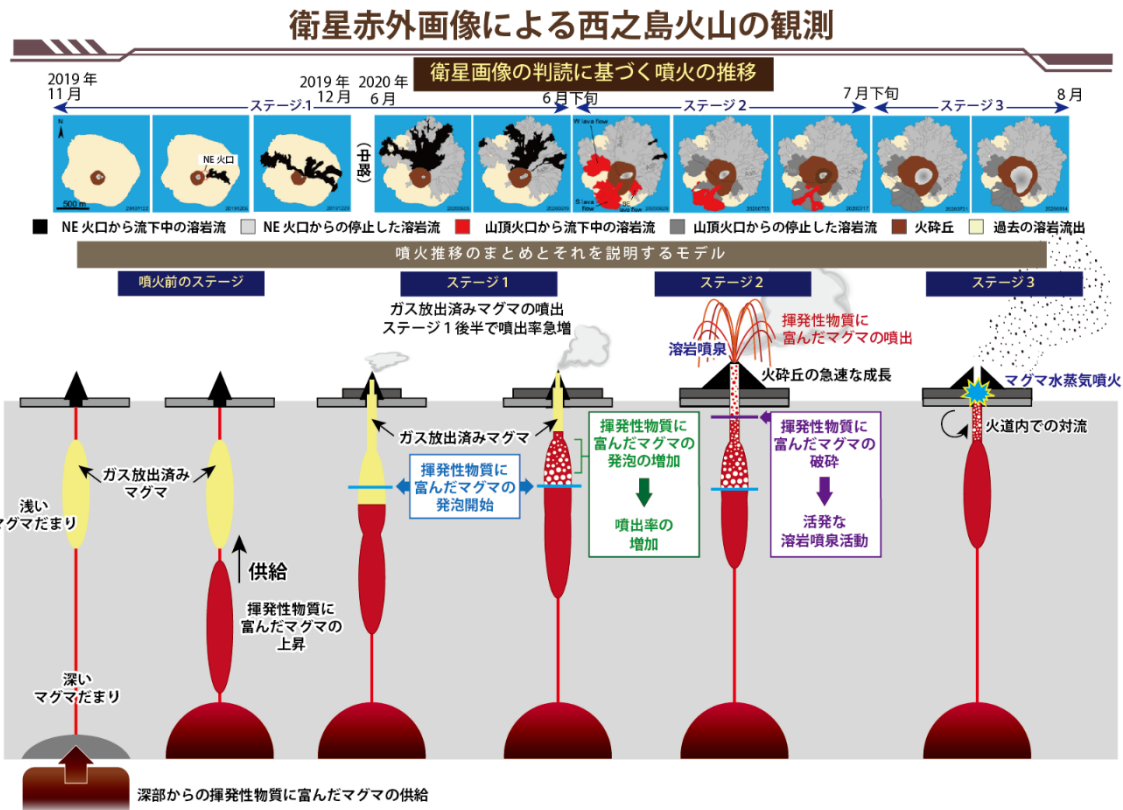 衛星赤外画像による西之島火山の観測
衛星画像の判読に基づく噴火の推移
2019年
11月
ステージ1
2019年
12月
2020年
6月
6月下旬
ステージ2
7月下旬
ステージ3
8月
N
500 m
NE 火口
(中略)
W lava flow
NE 火口から流下中の溶岩流
NE 火口からの停止した溶岩流
山頂火口から流下中の溶岩流
山頂火口からの停止した溶岩流
火砕丘
過去の溶岩流出
噴火推移のまとめとそれを説明するモデル
噴火前のステージ
ステージ1
ステージ2
ステージ3
ガス放出済みマグマの噴出
ステージ1後半で噴出率急増
溶岩噴泉
揮発性物質に
富んだマグマの噴出
火砕丘の急速な成長
マグマ水蒸気噴火
火道内での対流
ガス放出済み
マグマ
浅い
マグマだまり
ガス放出済みマグマ
揮発性物質に
富んだマグマの
発泡開始
揮発性物質に
富んだマグマの
発泡の増加
噴出率の
増加
揮発性物質に
富んだマグマの
破砕
活発な
溶岩噴泉活動
供給
揮発性物質に
富んだマグマの
上昇
深い
マグマだまり
深部からの揮発性物質に富んだマグマの供給